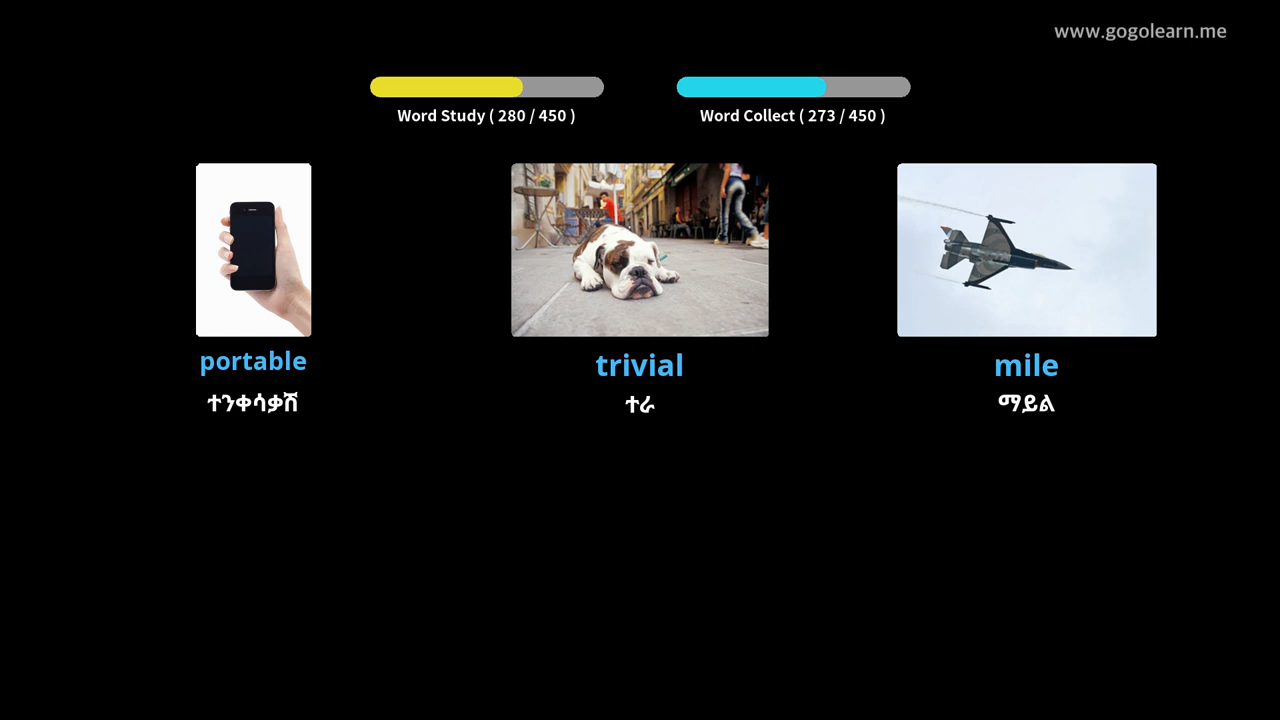 www.gogolearn.me
Word Study ( 280 / 450 )
Word Collect ( 273 / 450 )
portable
trivial
mile
ተንቀሳቃሽ
ተራ
ማይል